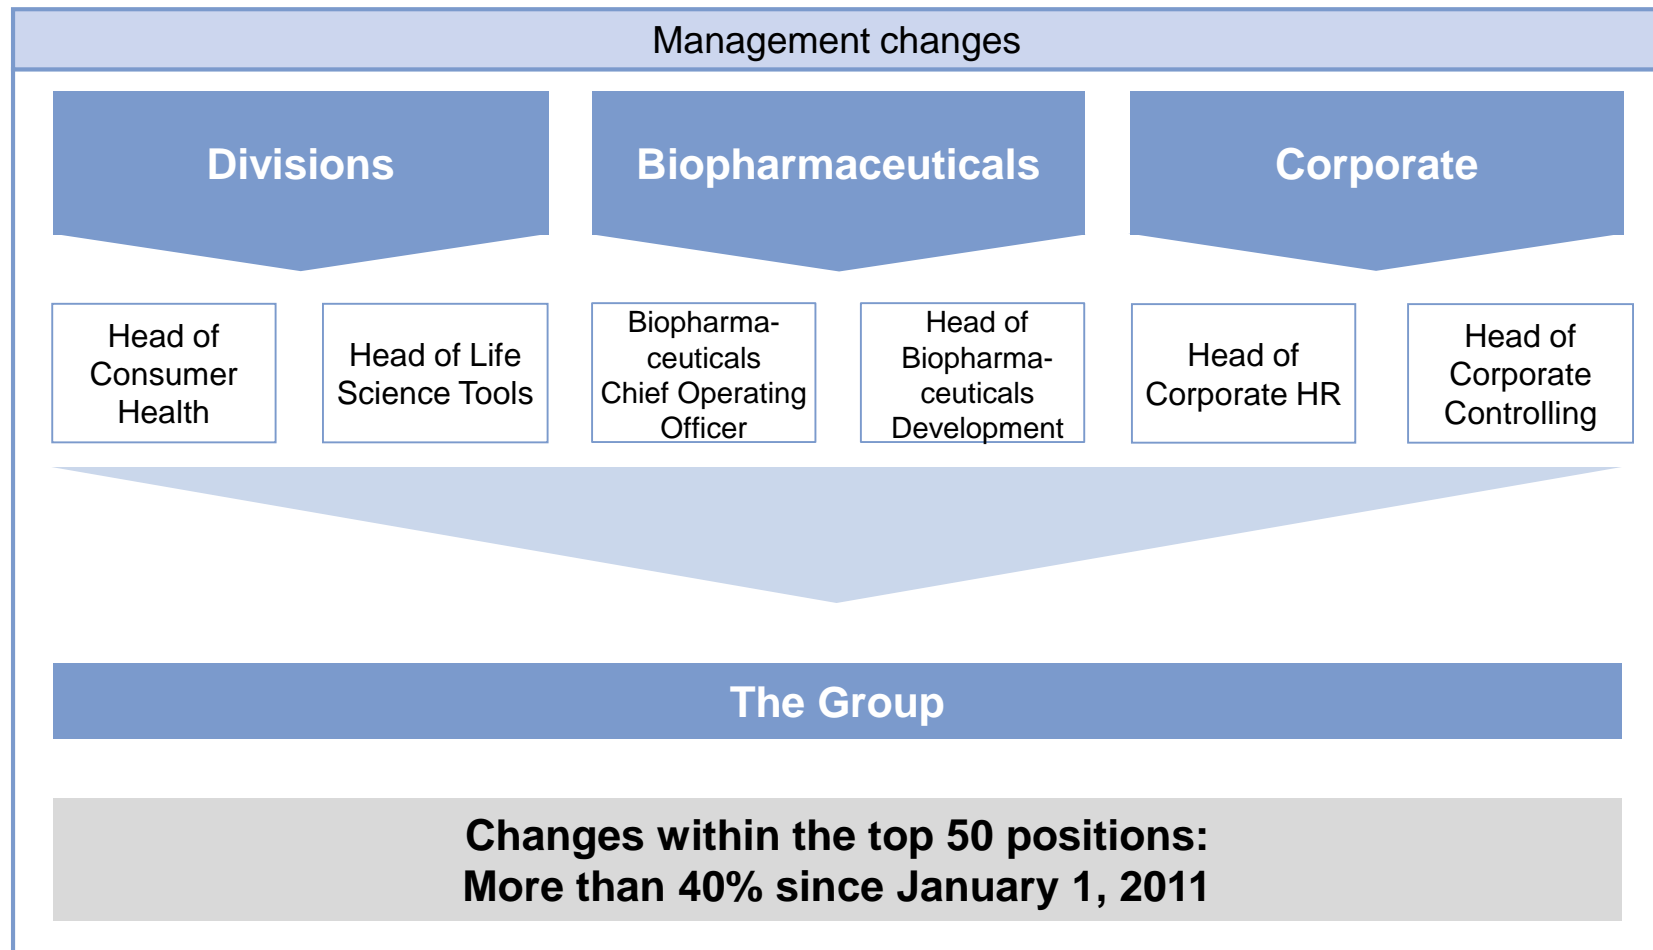 Management changes
Divisions
Biopharmaceuticals
Corporate
Head of
Consumer
Health
Head of Life
Science Tools
Biopharma-
ceuticals
Chief Operating
Officer
Head of
Biopharma-
ceuticals
Development
Head of
Corporate HR
Head of
Corporate
Controlling
The Group
Changes within the top 50 positions:
More than 40% since January 1, 2011